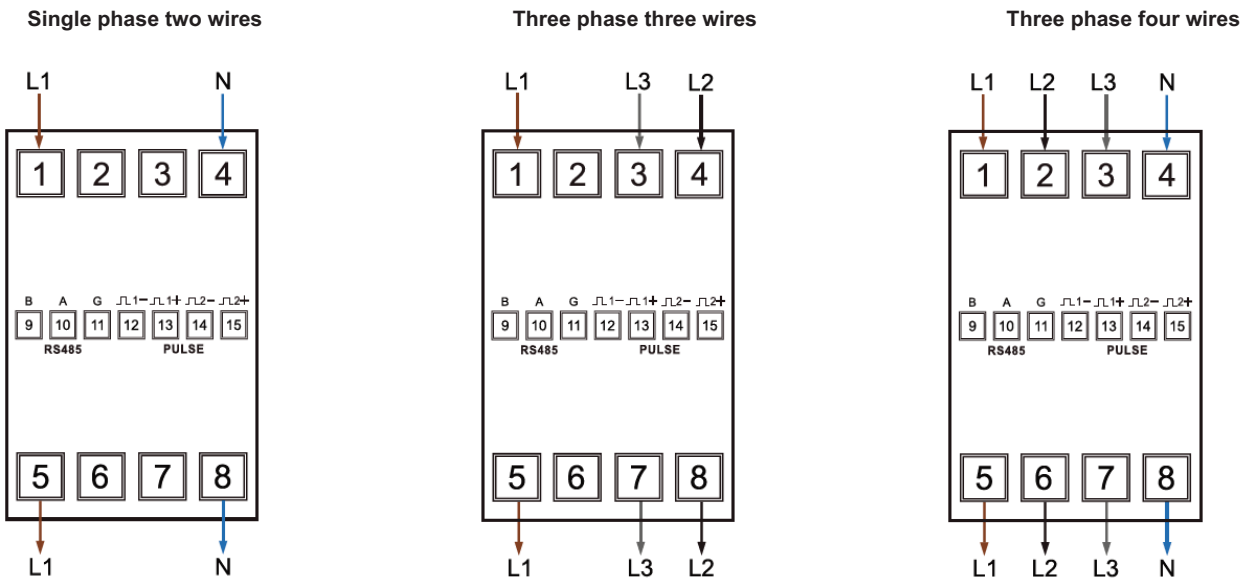 Single phase two wires
Three phase three wires
Three phase four wires
L1 N
L1 L3 L2
L1 L2 L3 N
1 2 3 4
1 2 3 4
1 2 3 4
B A G ⎍1- ⎍1+ ⎍2- ⎍2+
9 10 11 12 13 14 15
RS485 PULSE
B A G ⎍1- ⎍1+ ⎍2- ⎍2+
9 10 11 12 13 14 15
RS485 PULSE
B A G ⎍1- ⎍1+ ⎍2- ⎍2+
9 10 11 12 13 14 15
RS485 PULSE
5 6 7 8
5 6 7 8
5 6 7 8
L1 N
L1 L3 L2
L1 L2 L3 N